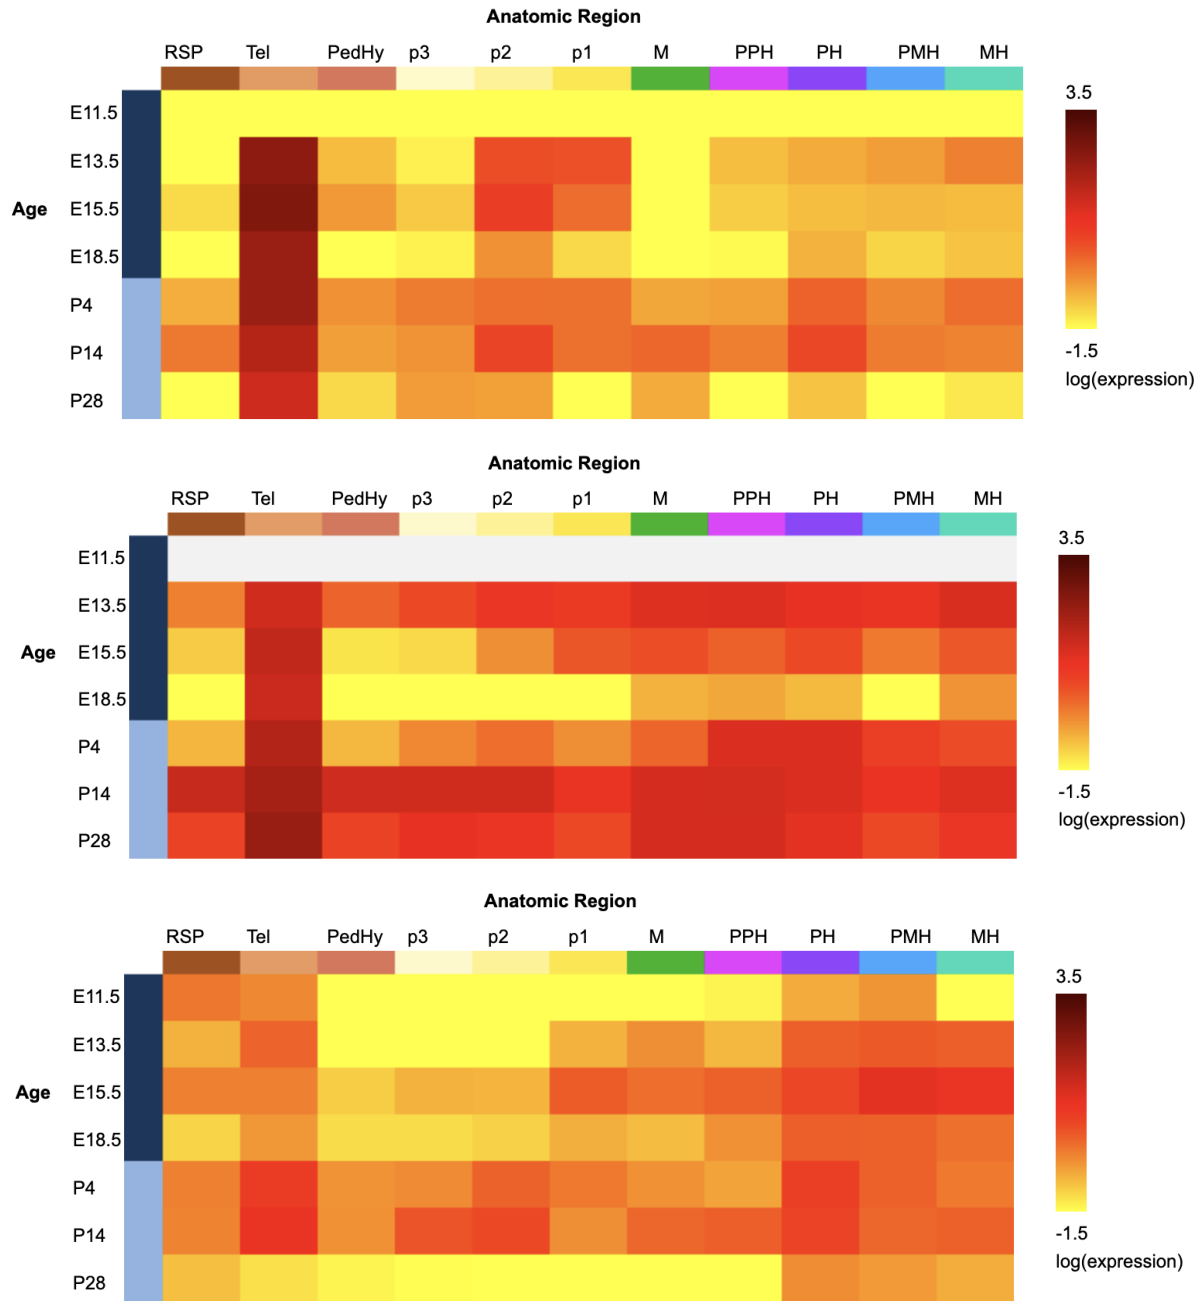 Anatomic Region
RSP Tel PedHy p3 p2 p1 M PPH PH PMH MH
3.5
E11.5
E13.5
Age E15.5
E18.5
P4
P14
-1.5
log(expression)
P28
Anatomic Region
RSP Tel PedHy p3 p2 p1 M PPH PH PMH MH
3.5
E11.5
E13.5
Age E15.5
E18.5
P4
P14
-1.5
log(expression)
P28
Anatomic Region
RSP Tel PedHy p3 p2 p1 M PPH PH PMH MH
3.5
E11.5
E13.5
Age E15.5
E18.5
P4
P14
-1.5
log(expression)
P28